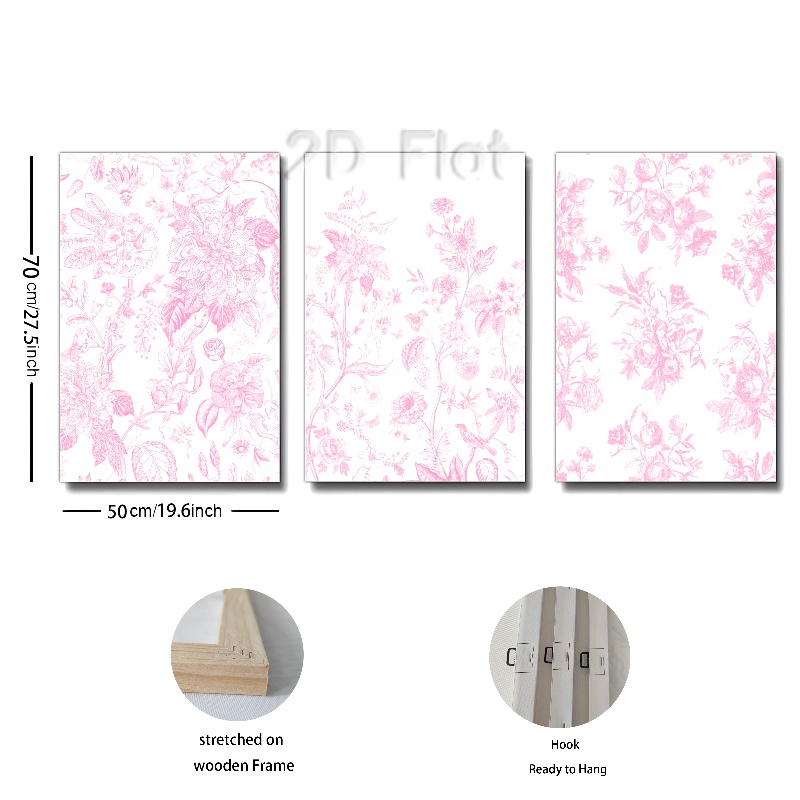 2D Flat
70 cm/27.5inch
50cm/19.6inch
stretched on
wooden Frame
Hook
Ready to Hang